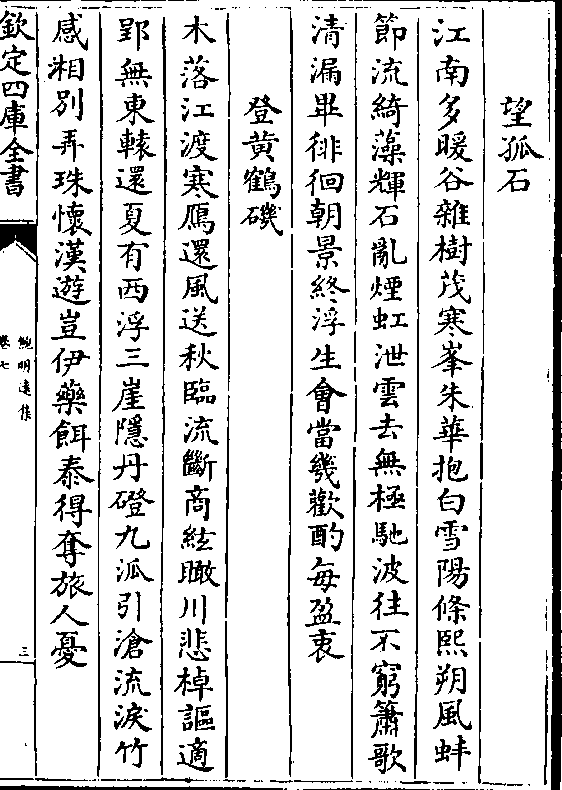 望孤石
江南多暖谷雜樹茂寒峯朱華抱白雪陽條熙朔風蚌
節流綺藻輝石亂煙虹泄雲去無極馳波往不窮簫歌
清漏畢徘徊朝景終浮生會當幾歡酌每盈衷
登黃鶴磯
木落江渡寒鴈還風送秋臨流斷商絃瞰川悲棹謳適
郢無東轅還夏有西浮三崖隱丹磴九泒引滄流淚竹
感湘別弄珠懷漢遊豈伊藥餌泰得奪旅人憂
欽定四庫全書
鮑明遠集
卷七
三